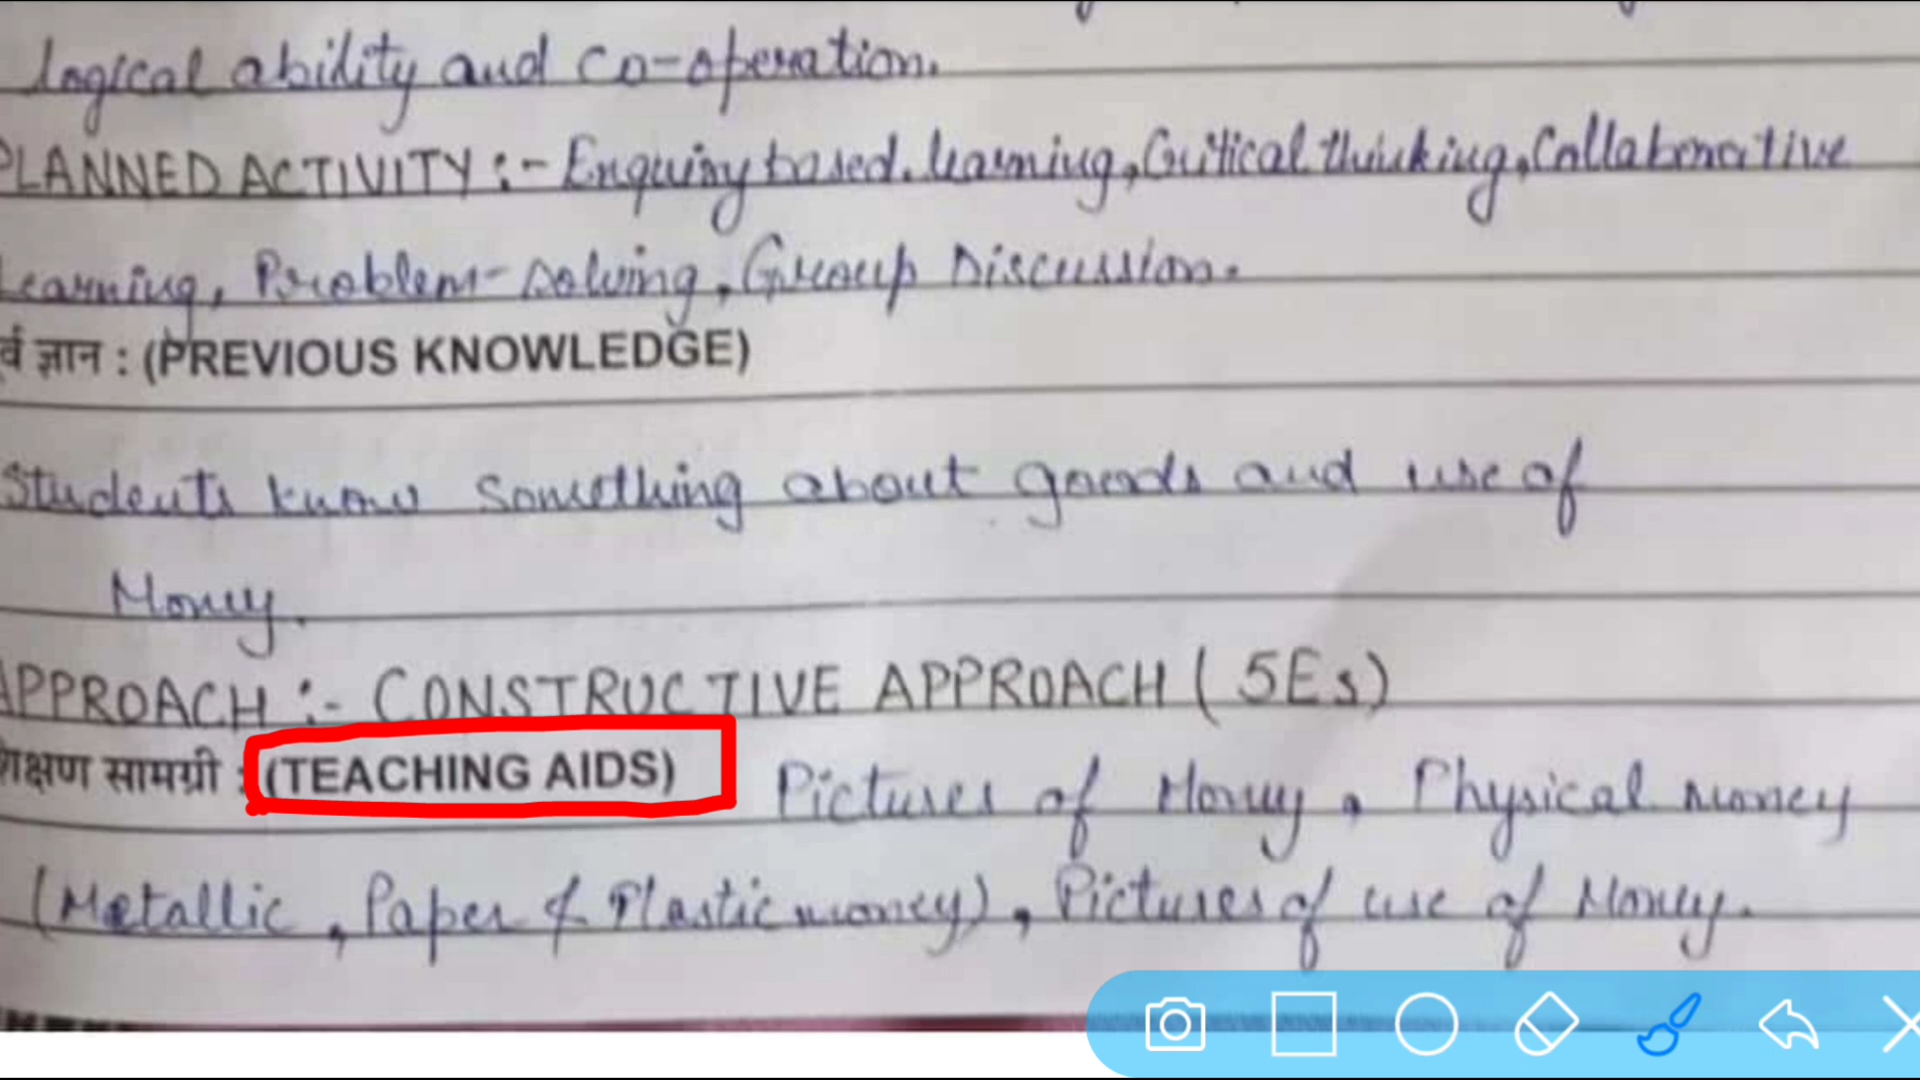 logical ability and co-operation.
PLANNED ACTIVITY :- Enquiry based learning, Critical thinking, Collaborative
Learning, Problem-solving, Group Discussion.
र्व ज्ञान : (PREVIOUS KNOWLEDGE)
Students know something about goods and use of
Money.
APPROACH :- CONSTRUCTIVE APPROACH ( 5Es)
शिक्षण सामग्री : (TEACHING AIDS) Pictures of Money, Physical money
(Metallic, Paper & Plastic money), Pictures of use of Money.